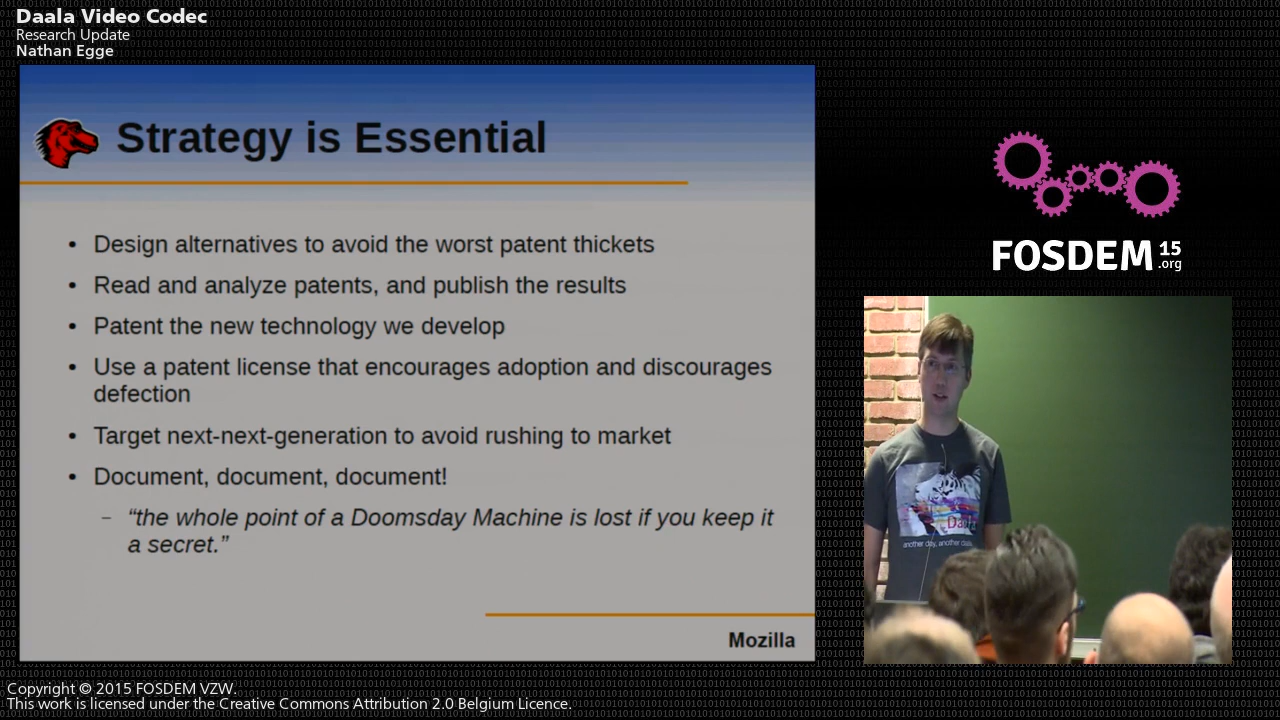 Daala Video Codec
Research Update
Nathan Egge
Strategy is Essential
• Design alternatives to avoid the worst patent thickets
• Read and analyze patents, and publish the results
• Patent the new technology we develop
• Use a patent license that encourages adoption and discourages
defection
• Target next-next-generation to avoid rushing to market
• Document, document, document!
– “the whole point of a Doomsday Machine is lost if you keep it
a secret.”
Mozilla
FOSDEM 15
.org
another day, another daala
Copyright © 2015 FOSDEM VZW.
This work is licensed under the Creative Commons Attribution 2.0 Belgium Licence.